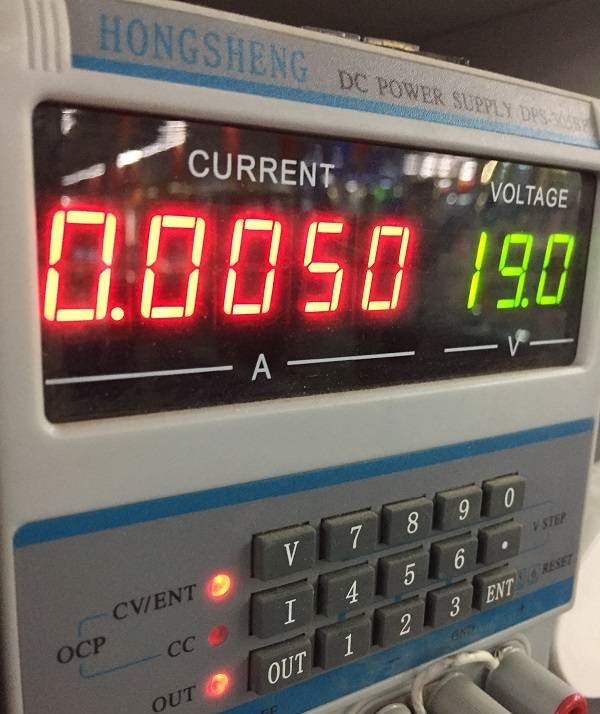 HONGSHENG
DC POWER SUPPLY
CURRENT
VOLTAGE
0.0050
19.0
A
V
V 7 8 9 0
V STEP
CV/ENT
I 4 5 6 .
RESET
OCP
CC
OUT 1 2 3 ENT
OUT